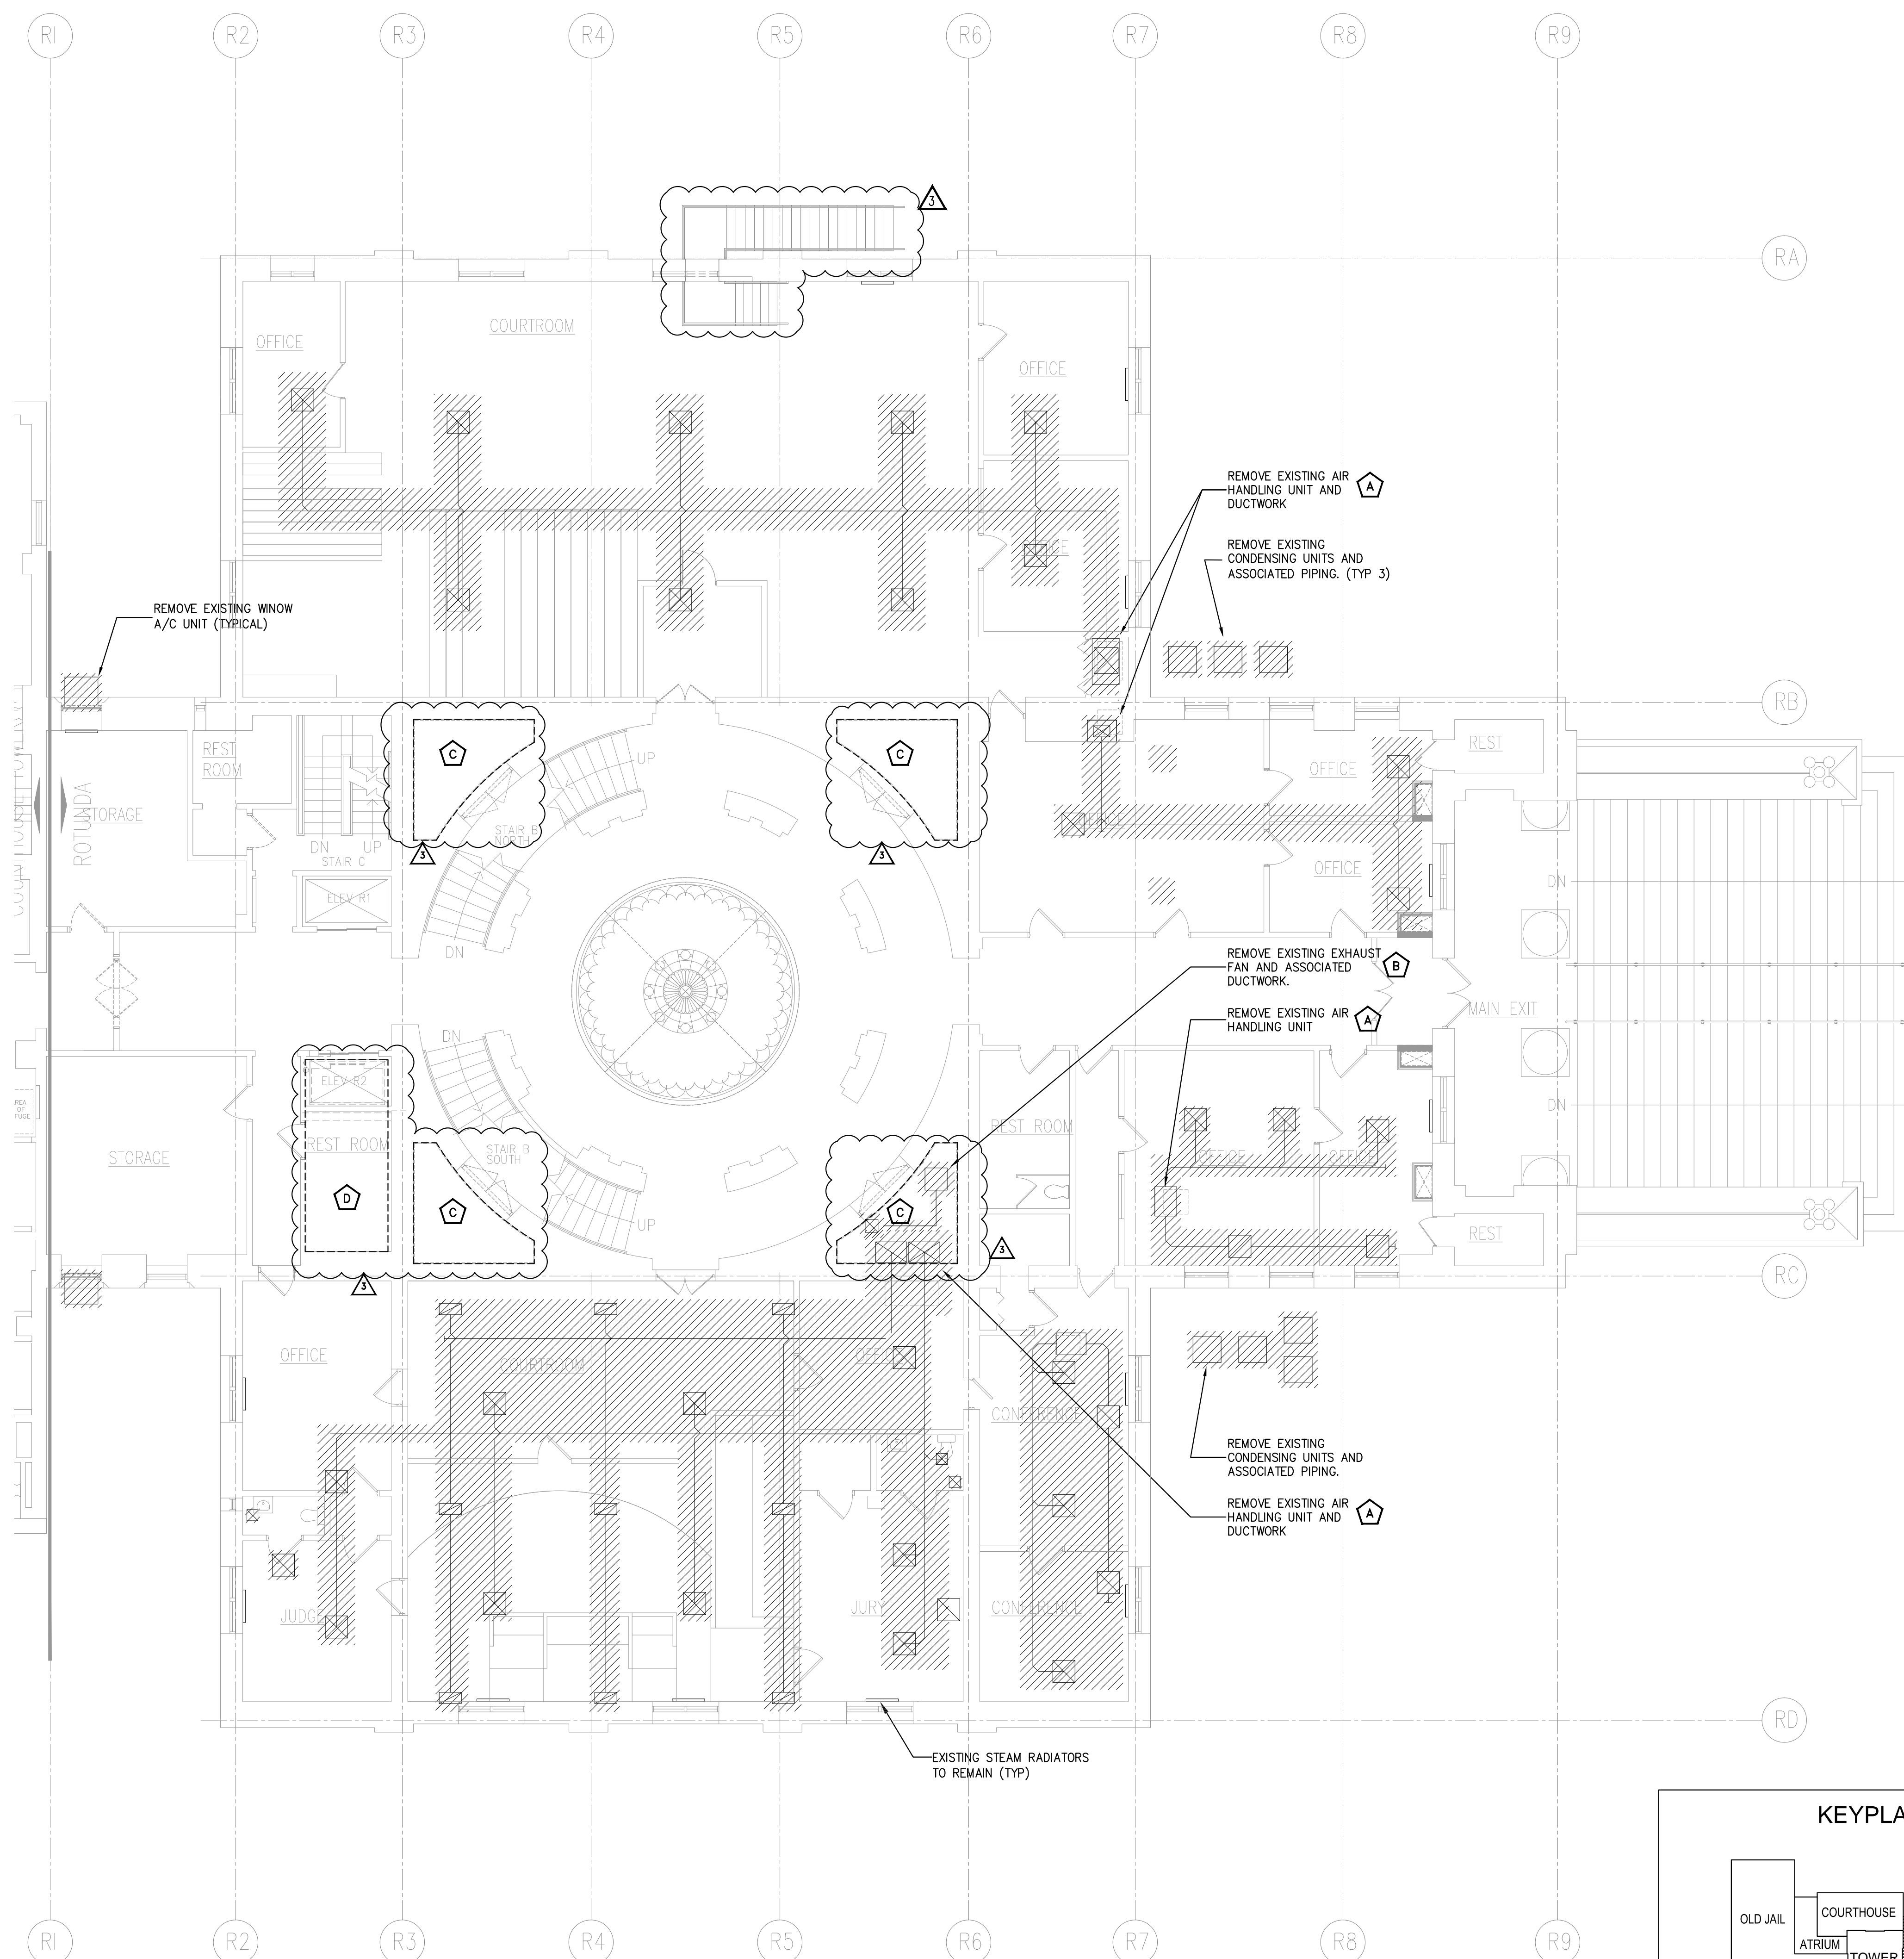 R1
R2
R3
R4
R5
R6
R7
R8
R9
3
RA
OFFICE
COURTROOM
OFFICE
REMOVE EXISTING AIR
HANDLING UNIT AND
DUCTWORK
A
REMOVE EXISTING
CONDENSING UNITS AND
ASSOCIATED PIPING. (TYP 3)
REMOVE EXISTING WINOW
A/C UNIT (TYPICAL)
RB
REST
ROOM
C
UP
C
REST
OFFICE
STORAGE
ROTUNDA
STAIR B
NORTH
DN
UP
STAIR C
3
3
OFFICE
DN
ELEV R1
DN
REMOVE EXISTING EXHAUST
FAN AND ASSOCIATED
DUCTWORK.
B
MAIN EXIT
REMOVE EXISTING AIR
HANDLING UNIT
A
DN
ELEV R2
DN
REST ROOM
REST ROOM
STAIR B
SOUTH
STORAGE
OFFICE
OFFICE
D
C
UP
C
REST
3
3
RC
OFFICE
COURTROOM
OFFICE
CONFERENCE
REMOVE EXISTING
CONDENSING UNITS AND
ASSOCIATED PIPING.
REMOVE EXISTING AIR
HANDLING UNIT AND
DUCTWORK
A
JUDGE
JURY
CONFERENCE
RD
EXISTING STEAM RADIATORS
TO REMAIN (TYP)
KEYPLA
OLD JAIL
COURTHOUSE
ATRIUM
TOWER
R1
R2
R3
R4
R5
R6
R7
R8
R9